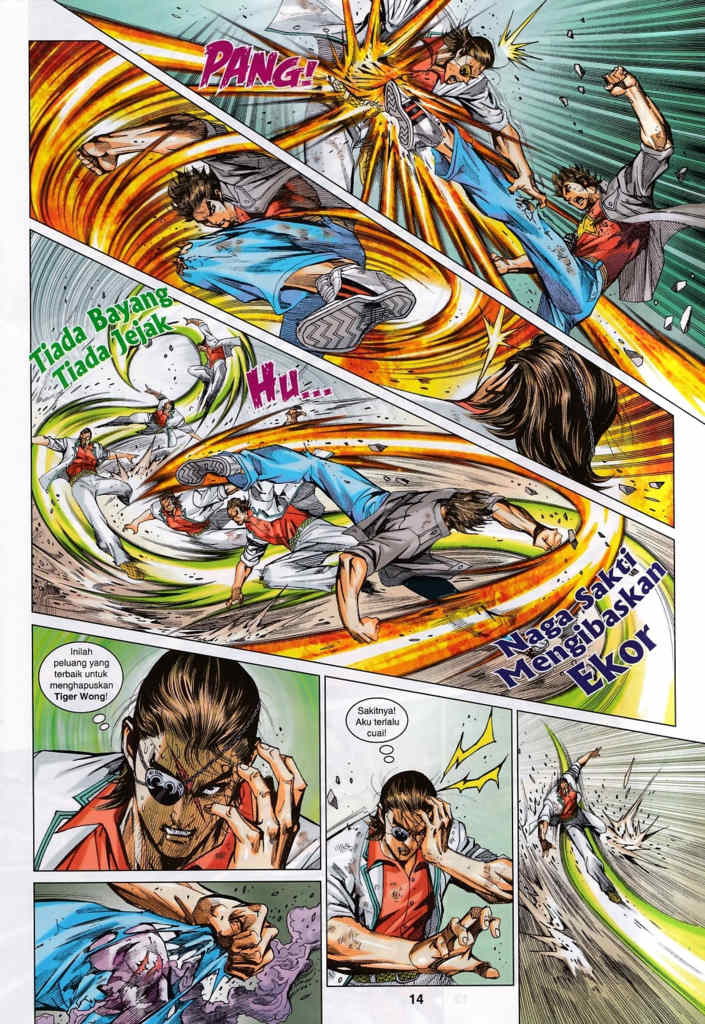 PANG!
Tiada Bayang
Tiada Jejak
HU...
Naga Sakti
Mengibaskan
Ekor
Inilah
peluang yang
terbaik untuk
menghapuskan
Tiger Wong!
Sakitnya!
Aku terlalu
cuai!
14